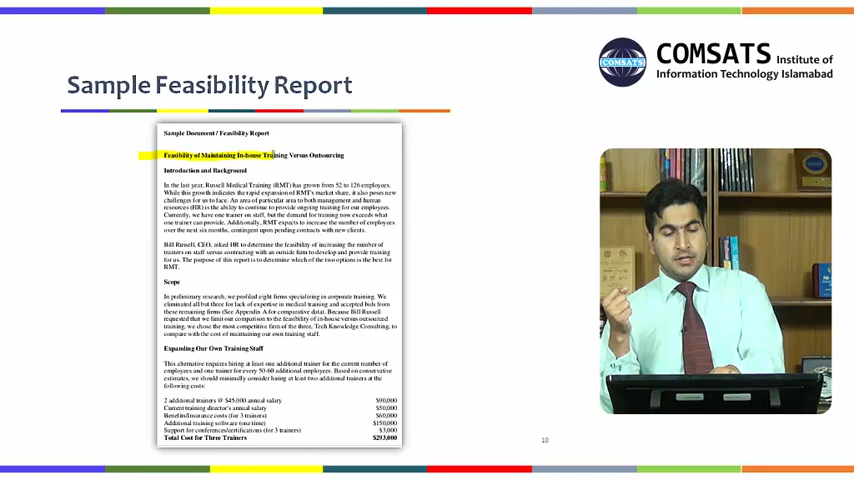 COMSATS Institute of
Information Technology Islamabad
COMSATS
Sample Feasibility Report
Sample Document / Feasibility Report
Feasibility of Maintaining In-house Training Versus Outsourcing
Introduction and Background
In the last year, Russell Medical Training (RMT) has grown from 52 to 126 employees.
While this growth indicates the rapid expansion of RMT's market share, it also poses new
challenges for us to face. An area of particular area to both management and human
resources (HR) is the ability to continue to provide ongoing training for our employees.
Currently, we have one trainer on staff, but the demand for training now exceeds what
one trainer can provide. Additionally, RMT expects to increase the number of employees
over the next six months, contingent upon pending contracts with new clients.
Bill Russell, CEO, asked HR to determine the feasibility of increasing the number of
trainers on staff versus contracting with an outside firm to develop and provide training
for us. The purpose of this report is to determine which of the two options is the best for
RMT.
Scope
In preliminary research, we profiled eight firms specializing in corporate training. We
eliminated all but three for lack of expertise in medical training and accepted bids from
these remaining firms (See Appendix A for comparative data). Because Bill Russell
requested that we limit our comparison to the feasibility of in-house versus outsourced
training, we chose the most competitive firm of the three, Tech Knowledge Consulting, to
compare with the cost of maintaining our own training staff.
Expanding Our Own Training Staff
This alternative requires hiring at least one additional trainer for the current number of
employees and one trainer for every 50-60 additional employees. Based on conservative
estimates, we should minimally consider hiring at least two additional trainers at the
following costs:
2 additional trainers @ $45,000 annual salary $90,000
Current training director's annual salary $50,000
Benefits/Insurance costs (for 3 trainers) $60,000
Additional training software (one time) $150,000
Support for conferences/certifications (for 3 trainers) $3,000
Total Cost for Three Trainers $293,000
10